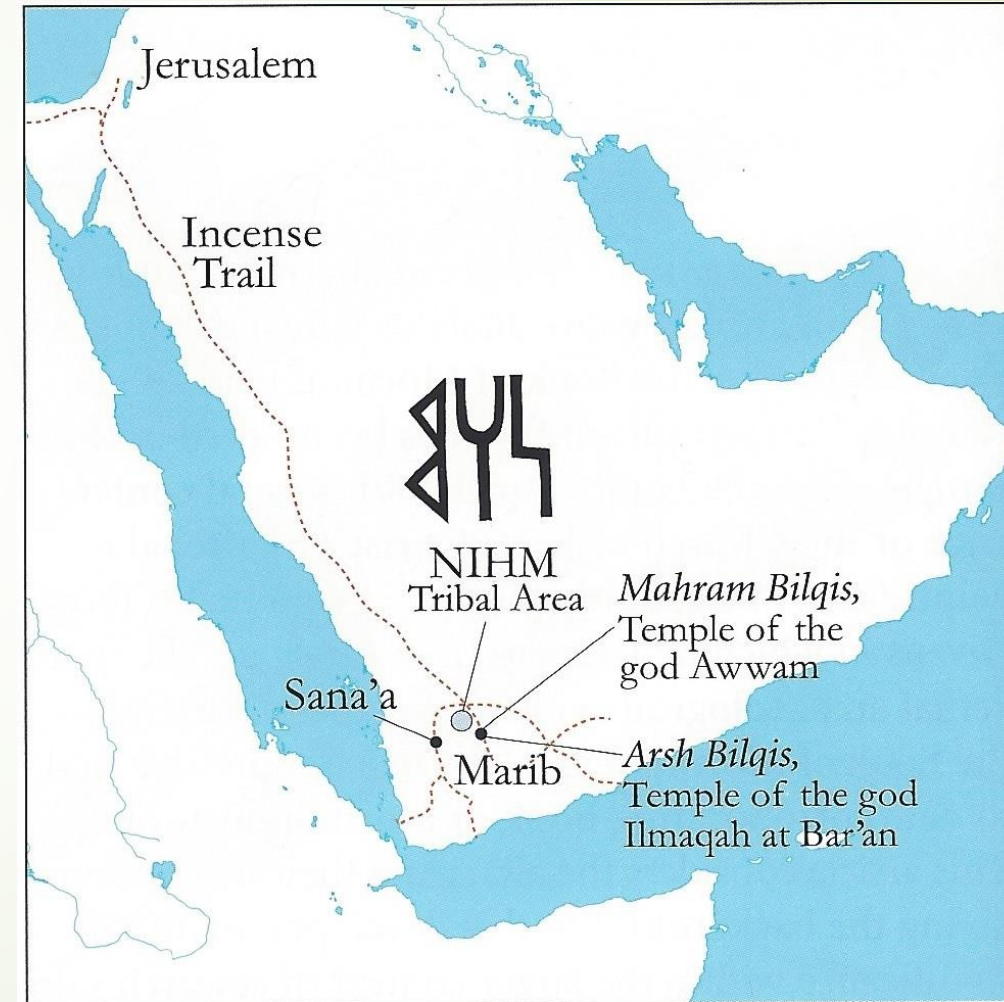 Jerusalem
Incense
Trail
𐩬𐩠𐩣
NIHM
Tribal Area
Mahram Bilqis,
Temple of the
god Awwam
Sana’a
Marib
Arsh Bilqis,
Temple of the god
Ilmaqah at Bar’an